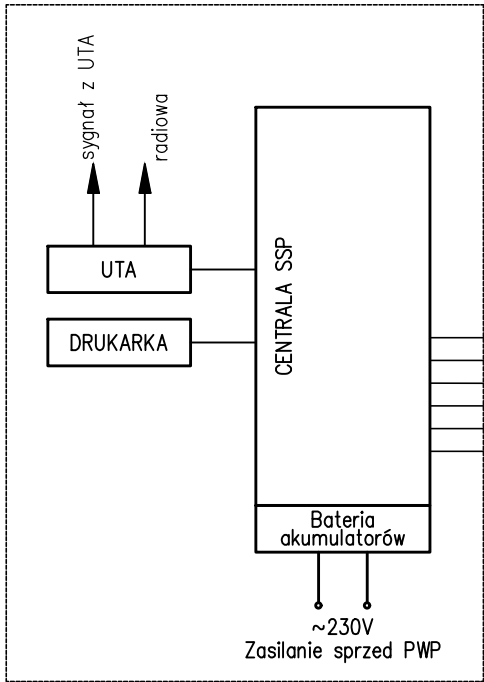 sygnał z UTA
radiowa
UTA
DRUKARKA
CENTRALA SSP
Bateria
akumulatorów
~230V
Zasilanie sprzed PWP